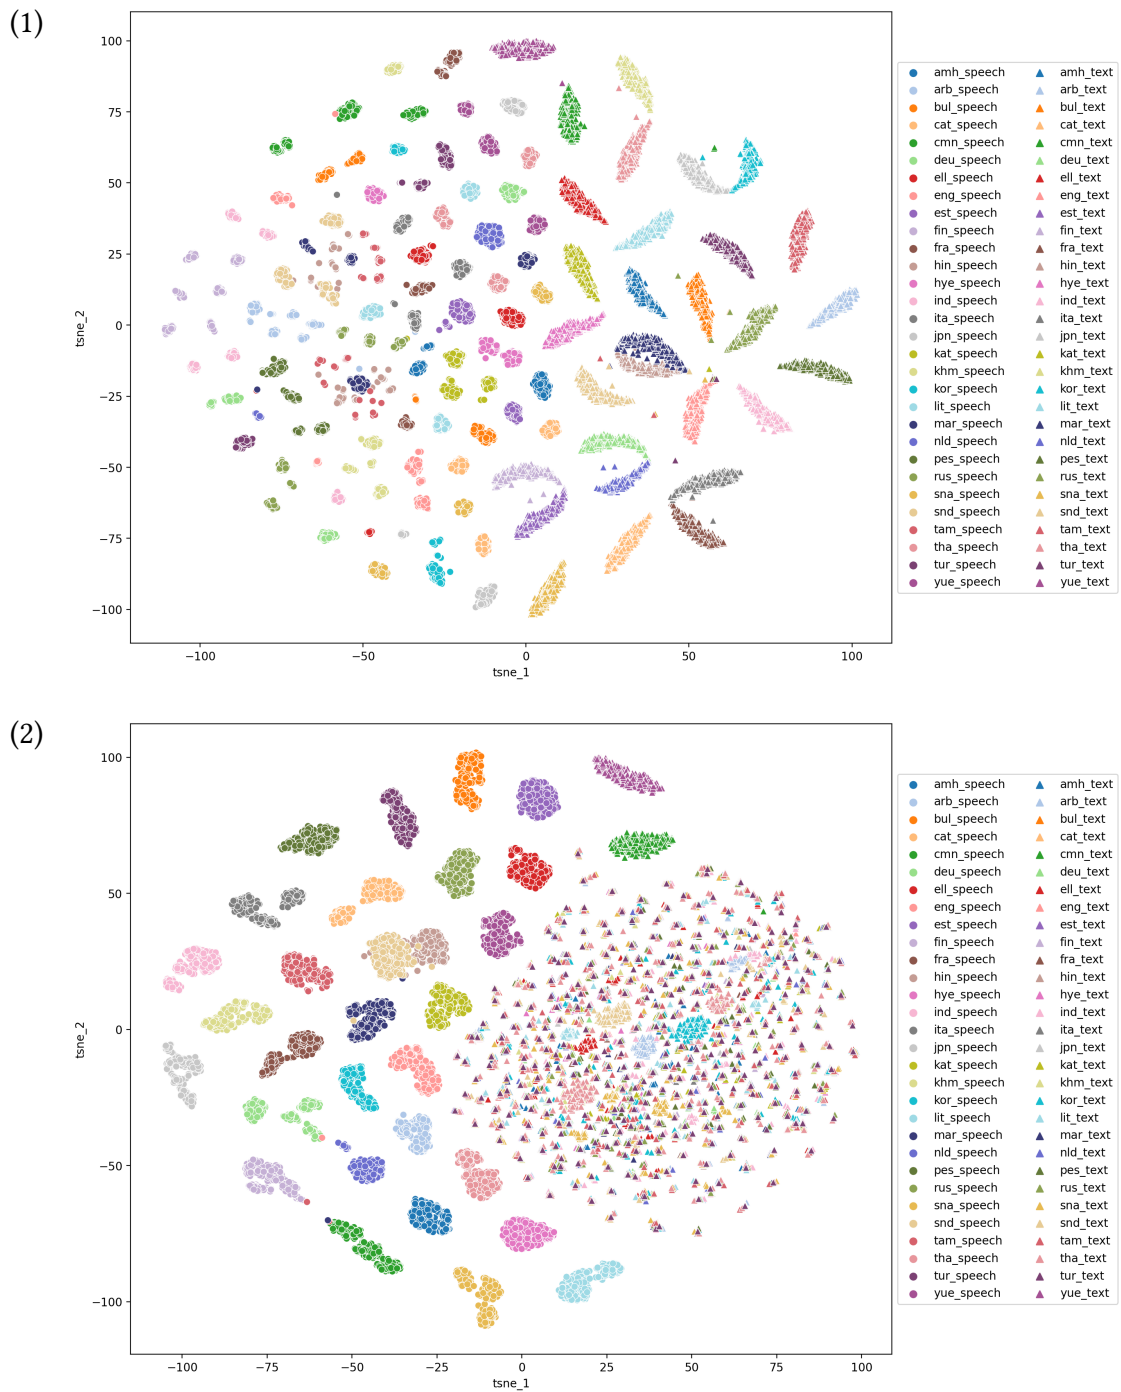 (1)
100
75
50
25
0
−25
−50
−75
−100
tsne_2
−100 −50 0 50 100
tsne_1
amh_speech amh_text
arb_speech arb_text
bul_speech bul_text
cat_speech cat_text
cmn_speech cmn_text
deu_speech deu_text
ell_speech ell_text
eng_speech eng_text
est_speech est_text
fin_speech fin_text
fra_speech fra_text
hin_speech hin_text
hye_speech hye_text
ind_speech ind_text
ita_speech ita_text
jpn_speech jpn_text
kat_speech kat_text
khm_speech khm_text
kor_speech kor_text
lit_speech lit_text
mar_speech mar_text
nld_speech nld_text
pes_speech pes_text
rus_speech rus_text
sna_speech sna_text
snd_speech snd_text
tam_speech tam_text
tha_speech tha_text
tur_speech tur_text
yue_speech yue_text
(2)
100
50
0
−50
−100
tsne_2
−100 −75 −50 −25 0 25 50 75 100
tsne_1
amh_speech amh_text
arb_speech arb_text
bul_speech bul_text
cat_speech cat_text
cmn_speech cmn_text
deu_speech deu_text
ell_speech ell_text
eng_speech eng_text
est_speech est_text
fin_speech fin_text
fra_speech fra_text
hin_speech hin_text
hye_speech hye_text
ind_speech ind_text
ita_speech ita_text
jpn_speech jpn_text
kat_speech kat_text
khm_speech khm_text
kor_speech kor_text
lit_speech lit_text
mar_speech mar_text
nld_speech nld_text
pes_speech pes_text
rus_speech rus_text
sna_speech sna_text
snd_speech snd_text
tam_speech tam_text
tha_speech tha_text
tur_speech tur_text
yue_speech yue_text